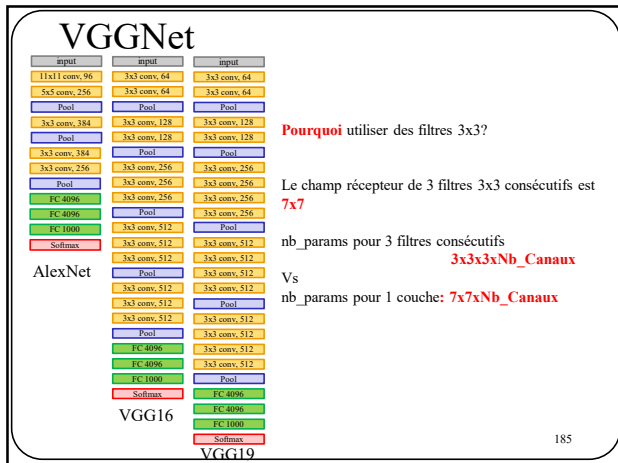 VGGNet
input
11x11 conv, 96
5x5 conv, 256
Pool
3x3 conv, 384
Pool
3x3 conv, 384
3x3 conv, 256
Pool
FC 4096
FC 4096
FC 1000
Softmax
AlexNet
input
3x3 conv, 64
3x3 conv, 64
Pool
3x3 conv, 128
3x3 conv, 128
Pool
3x3 conv, 256
3x3 conv, 256
3x3 conv, 256
Pool
3x3 conv, 512
3x3 conv, 512
3x3 conv, 512
Pool
3x3 conv, 512
3x3 conv, 512
3x3 conv, 512
Pool
FC 4096
FC 4096
FC 1000
Softmax
VGG16
input
3x3 conv, 64
3x3 conv, 64
Pool
3x3 conv, 128
3x3 conv, 128
Pool
3x3 conv, 256
3x3 conv, 256
3x3 conv, 256
3x3 conv, 256
Pool
3x3 conv, 512
3x3 conv, 512
3x3 conv, 512
3x3 conv, 512
Pool
3x3 conv, 512
3x3 conv, 512
3x3 conv, 512
3x3 conv, 512
Pool
FC 4096
FC 4096
FC 1000
Softmax
VGG19
Pourquoi utiliser des filtres 3x3?
Le champ récepteur de 3 filtres 3x3 consécutifs est
7x7
nb_params pour 3 filtres consécutifs
3x3x3xNb_Canaux
Vs
nb_params pour 1 couche: 7x7xNb_Canaux
185